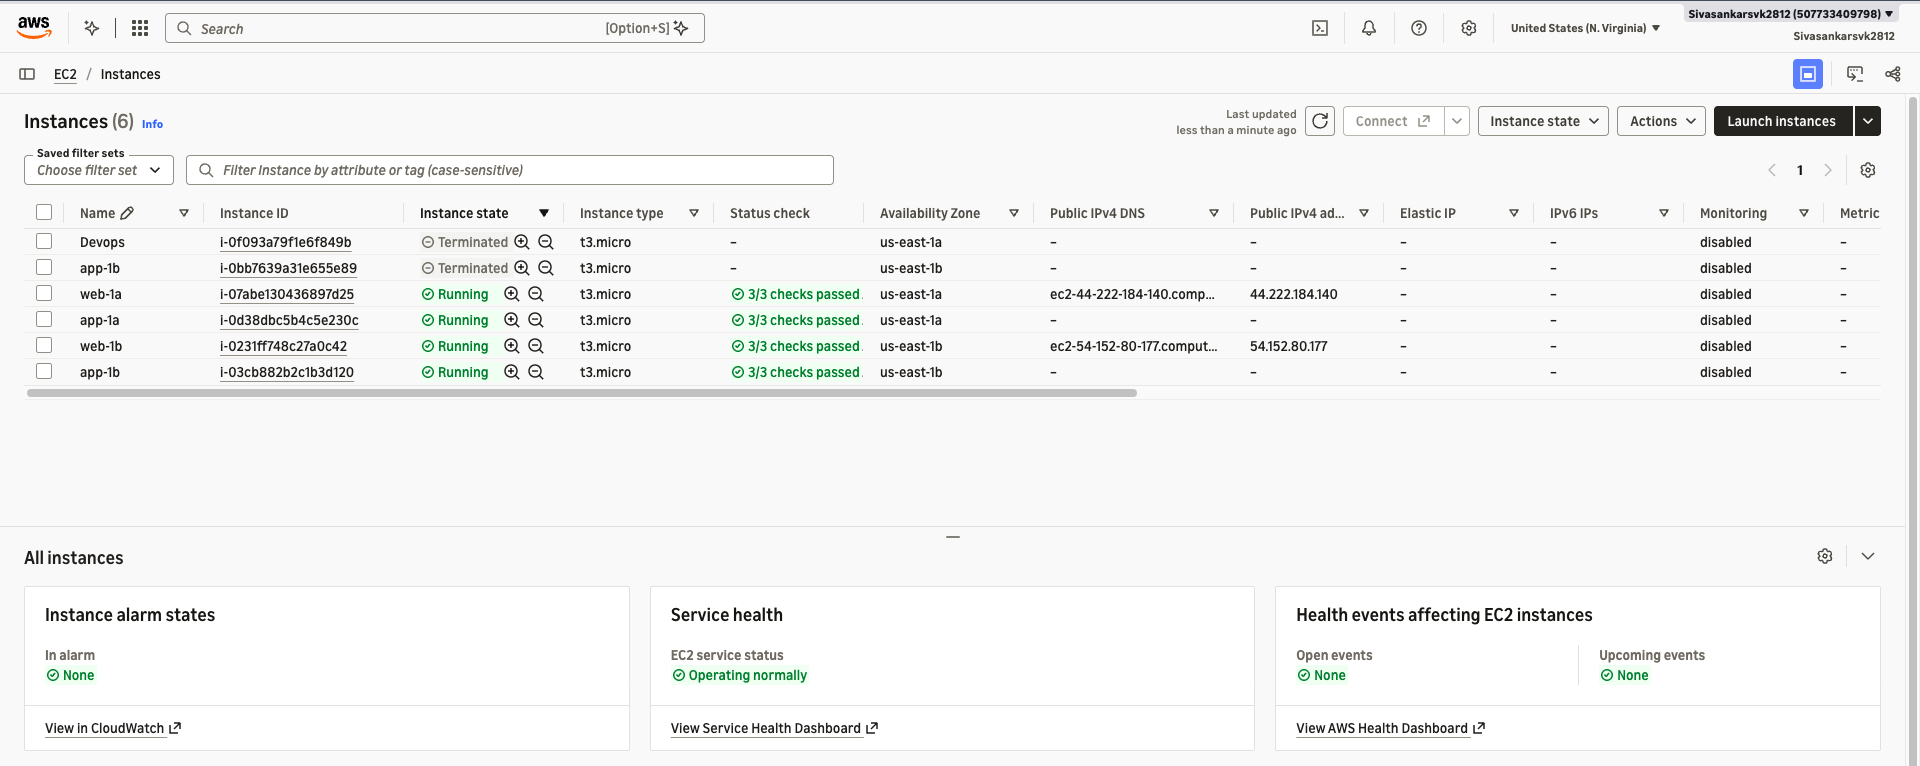 aws
Search
[Option+S]
United States (N. Virginia)
Sivasankarsvk2812 (507733409798)
Sivasankarsvk2812
EC2 / Instances
Instances (6) Info
Last updated
less than a minute ago
Connect
Instance state
Actions
Launch instances
Saved filter sets
Choose filter set
Filter Instance by attribute or tag (case-sensitive)
1
Name Instance ID Instance state Instance type Status check Availability Zone Public IPv4 DNS Public IPv4 ad... Elastic IP IPv6 IPs Monitoring Metric
Devops i-0f093a79f1e6f849b Terminated t3.micro – us-east-1a – – – – disabled –
app-1b i-0bb7639a31e655e89 Terminated t3.micro – us-east-1b – – – – disabled –
web-1a i-07abe130436897d25 Running t3.micro 3/3 checks passed us-east-1a ec2-44-222-184-140.comp... 44.222.184.140 – – disabled –
app-1a i-0d38dbc5b4c5e230c Running t3.micro 3/3 checks passed us-east-1a – – – – disabled –
web-1b i-0231ff748c27a0c42 Running t3.micro 3/3 checks passed us-east-1b ec2-54-152-80-177.comput... 54.152.80.177 – – disabled –
app-1b i-03cb882b2c1b3d120 Running t3.micro 3/3 checks passed us-east-1b – – – – disabled –
All instances
Instance alarm states
In alarm
None
View in CloudWatch
Service health
EC2 service status
Operating normally
View Service Health Dashboard
Health events affecting EC2 instances
Open events
None
Upcoming events
None
View AWS Health Dashboard